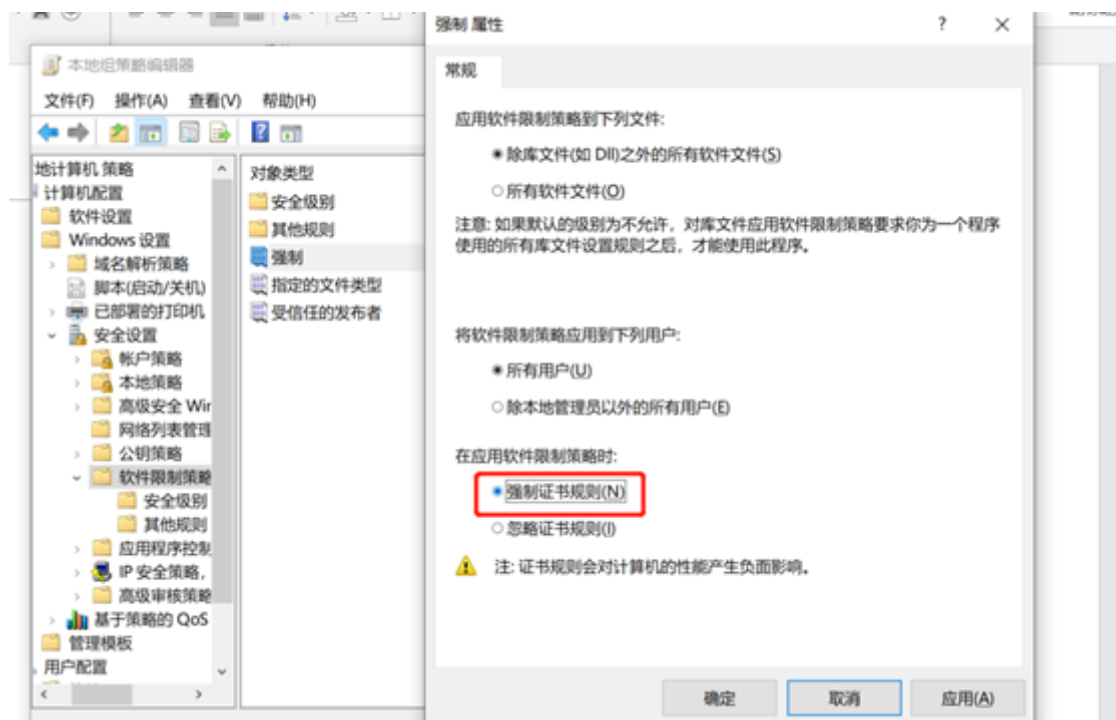 本地组策略编辑器
文件(F) 操作(A) 查看(V) 帮助(H)
地计算机 策略
计算机配置
软件设置
Windows 设置
域名解析策略
脚本(启动/关机)
已部署的打印机
安全设置
帐户策略
本地策略
高级安全 Wir
网络列表管理
公钥策略
软件限制策略
安全级别
其他规则
应用程序控制
IP 安全策略,
高级审核策略
基于策略的 QoS
管理模板
用户配置
对象类型
安全级别
其他规则
强制
指定的文件类型
受信任的发布者
强制 属性
常规
应用软件限制策略到下列文件:
除库文件(如 Dll)之外的所有软件文件(S)
所有软件文件(O)
注意: 如果默认的级别为不允许，对库文件应用软件限制策略要求你为一个程序
使用的所有库文件设置规则之后，才能使用此程序。
将软件限制策略应用到下列用户:
所有用户(U)
除本地管理员以外的所有用户(E)
在应用软件限制策略时:
强制证书规则(N)
忽略证书规则(I)
注: 证书规则会对计算机的性能产生负面影响。
确定 取消 应用(A)